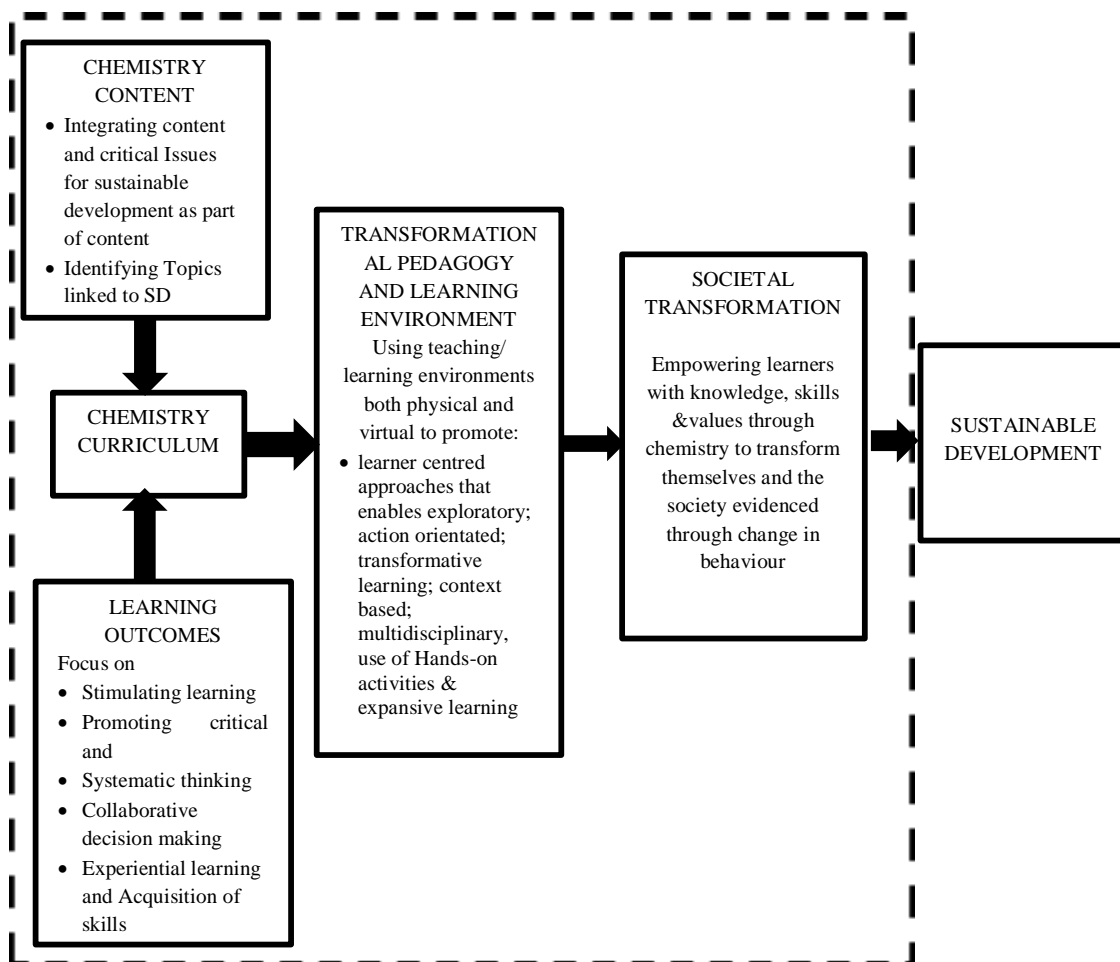 CHEMISTRY
CONTENT
• Integrating content
and critical Issues
for sustainable
development as part
of content
• Identifying Topics
linked to SD
CHEMISTRY
CURRICULUM
LEARNING
OUTCOMES
Focus on
• Stimulating learning
• Promoting critical
and
• Systematic thinking
• Collaborative
decision making
• Experiential learning
and Acquisition of
skills
TRANSFORMATION
AL PEDAGOGY
AND LEARNING
ENVIRONMENT
Using teaching/
learning environments
both physical and
virtual to promote:
• learner centred
approaches that
enables exploratory;
action orientated;
transformative
learning; context
based;
multidisciplinary,
use of Hands-on
activities &
expansive learning
SOCIETAL
TRANSFORMATION
Empowering learners
with knowledge, skills
&values through
chemistry to transform
themselves and the
society evidenced
through change in
behaviour
SUSTAINABLE
DEVELOPMENT